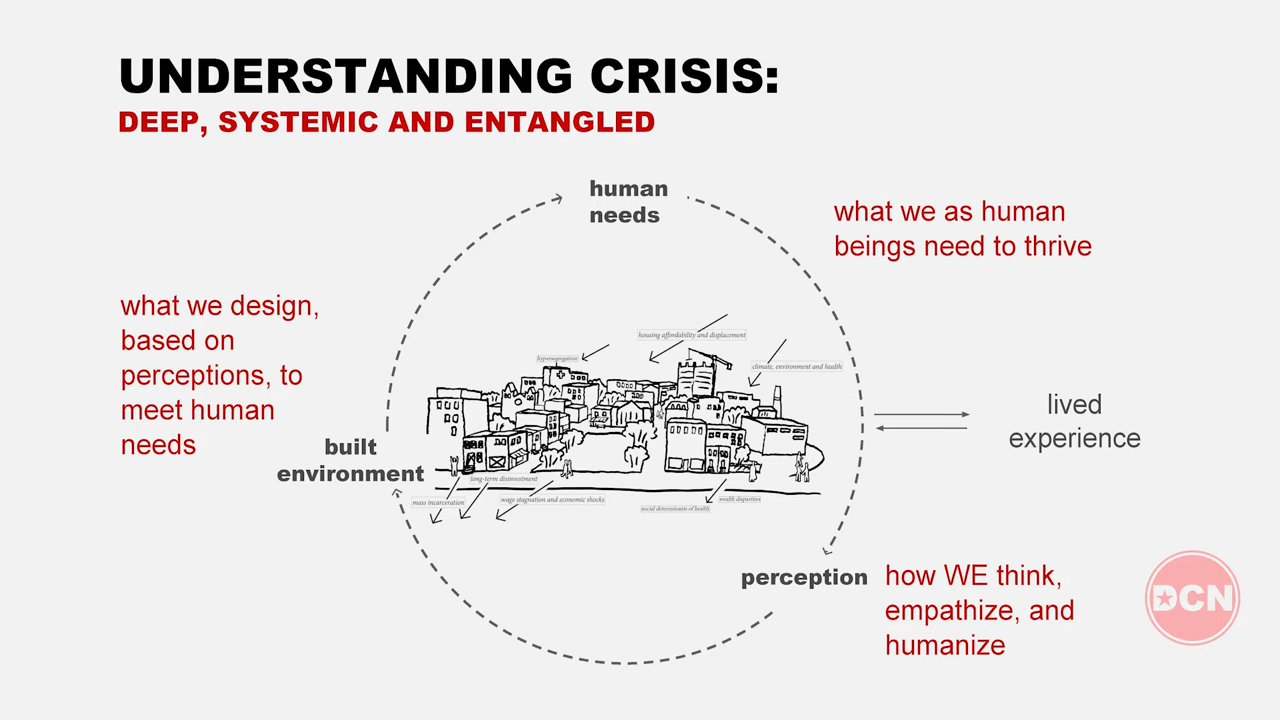 UNDERSTANDING CRISIS:
DEEP, SYSTEMIC AND ENTANGLED
human
needs
what we as human
beings need to thrive
what we design,
based on
perceptions, to
meet human
needs
housing affordability and displacement
hypersegregation
climate, environment and health
lived
experience
built
environment
long-term disinvestment
mass incarceration
wage stagnation and economic shocks
wealth disparities
social determinants of health
perception
how WE think,
empathize, and
humanize
DCN